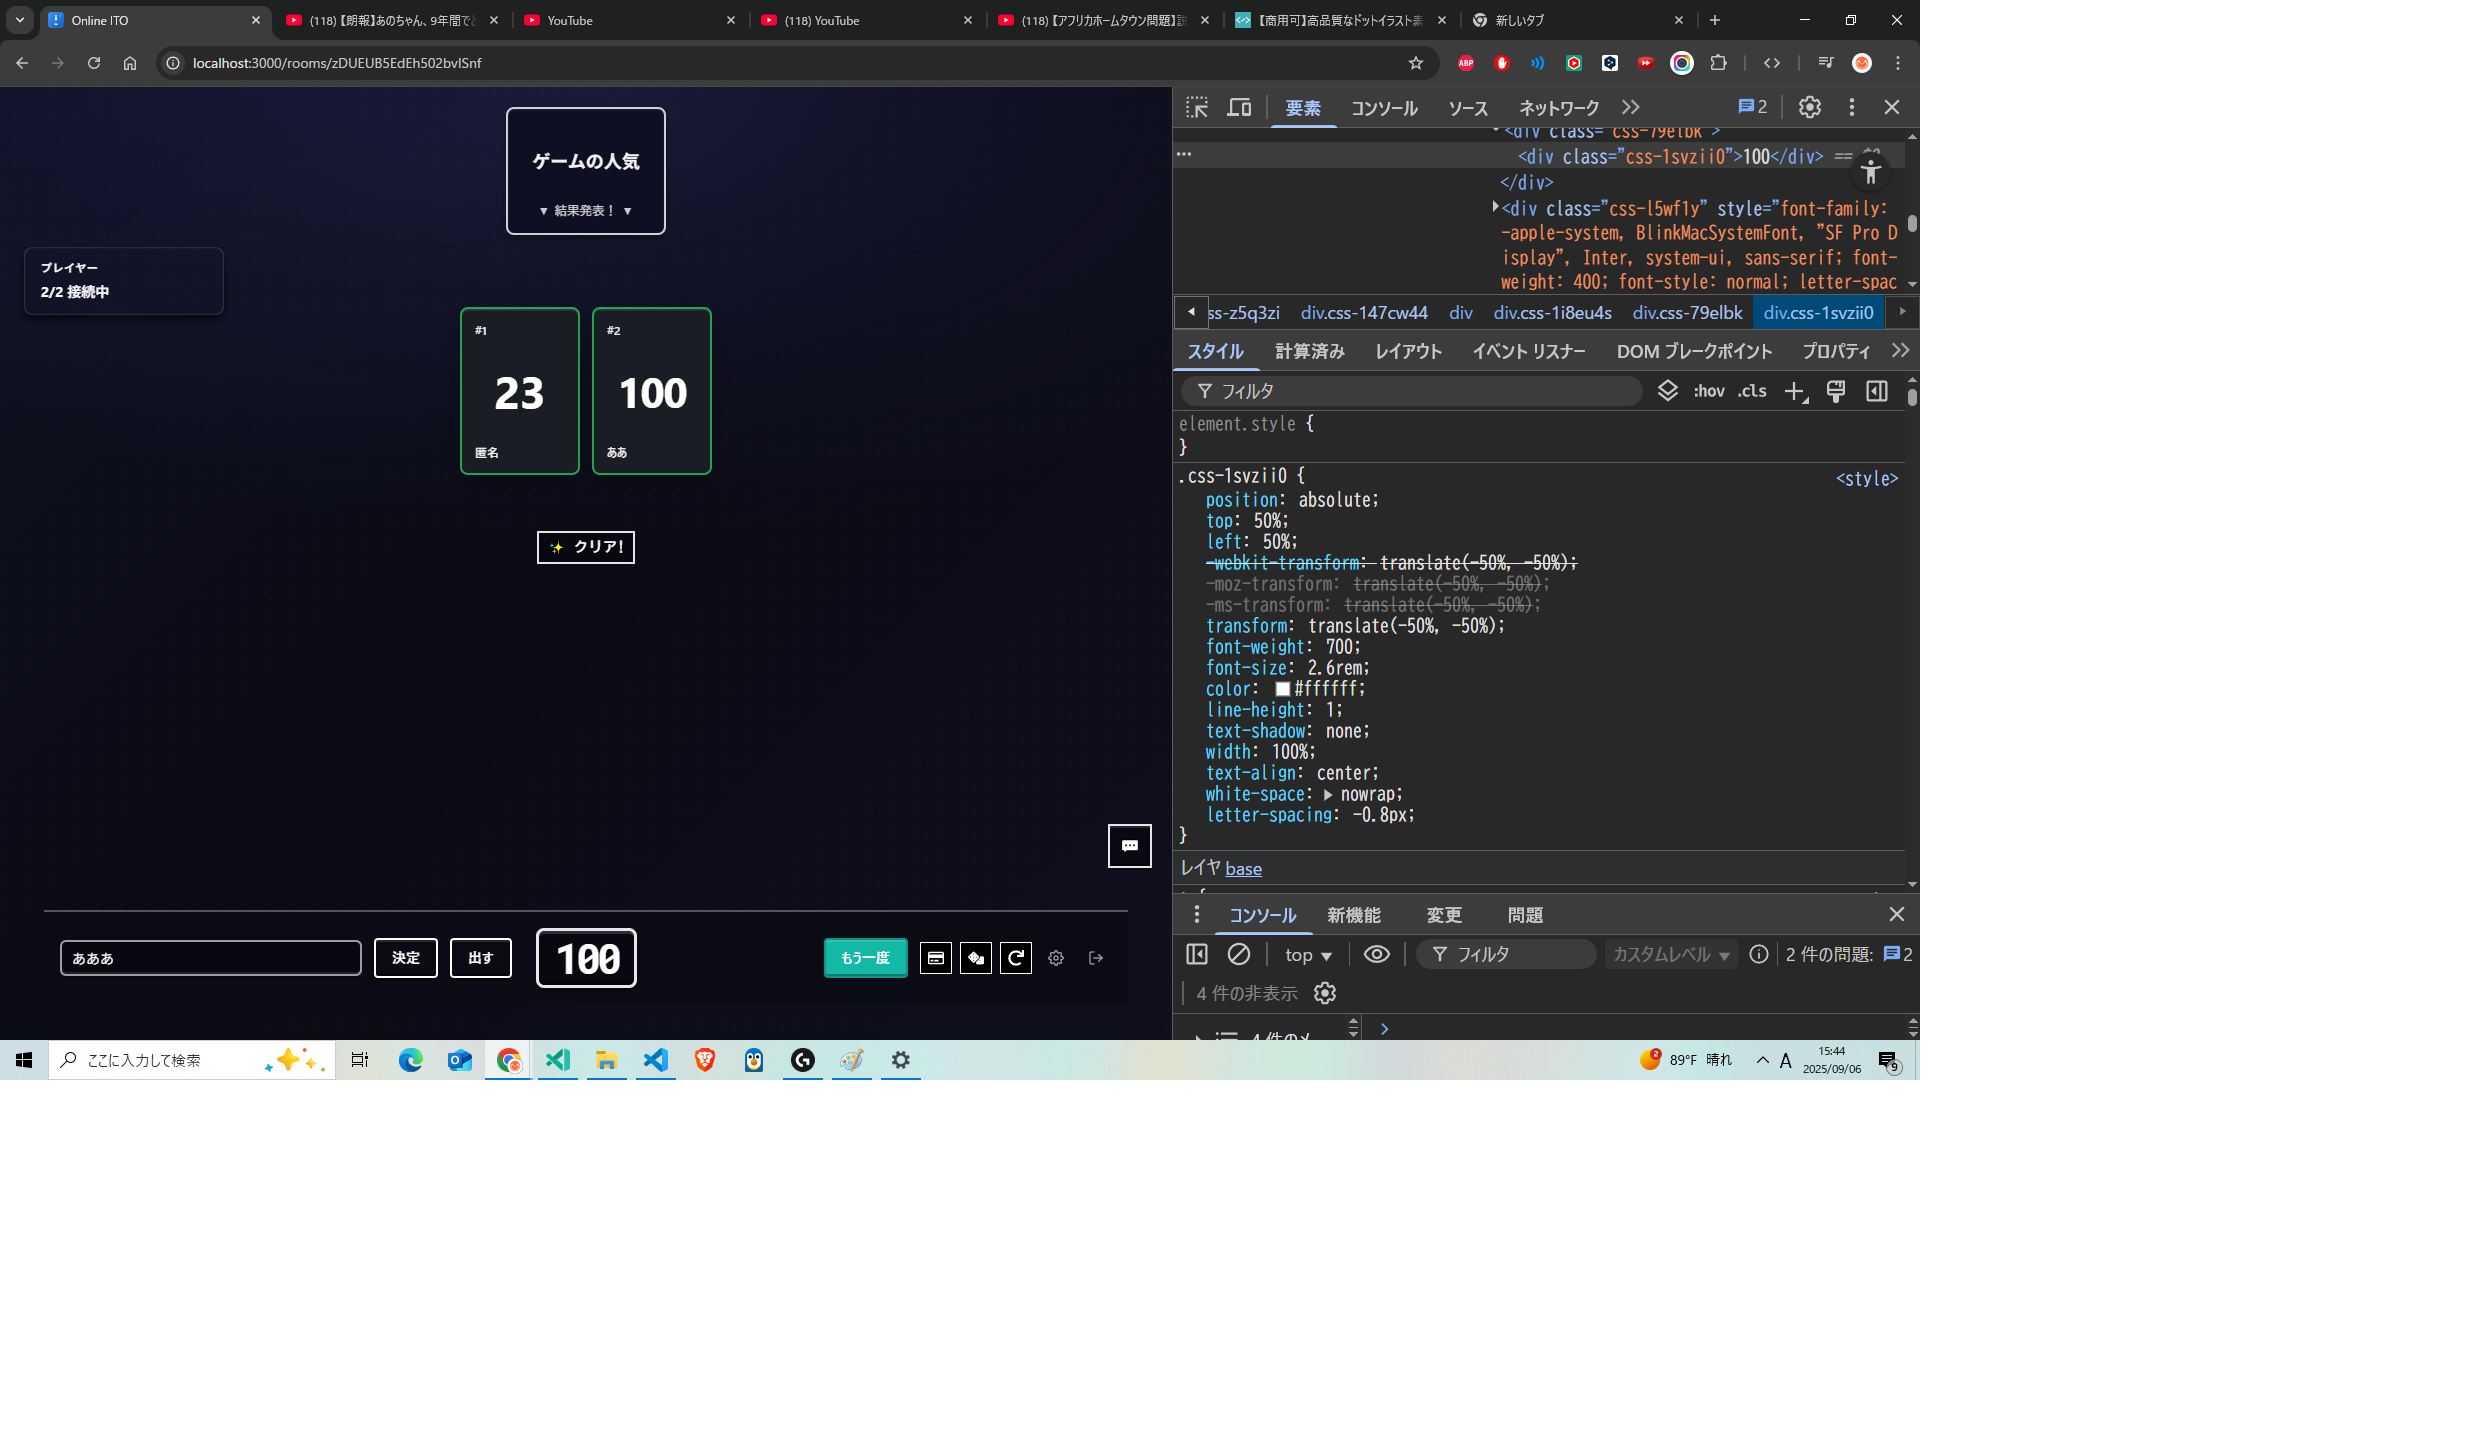 Online ITO
(118)【朗報】あのちゃん、9年間でと
YouTube
(118) YouTube
(118)【アフリカホームタウン問題】説
【商用可】高品質なドットイラスト素
新しいタブ
localhost:3000/rooms/zDUEUB5EdEh502bvlSnf
ABP
ゲームの人気
▼ 結果発表！ ▼
プレイヤー
2/2 接続中
#1
23
匿名
#2
100
ああ
✨ クリア!
あああ
決定
出す
100
もう一度
要素
コンソール
ソース
ネットワーク
2
<div class="css-79elbk">
<div class="css-1svzii0">100</div> == $0
</div>
<div class="css-l5wf1y" style="font-family:
-apple-system, BlinkMacSystemFont, "SF Pro D
isplay", Inter, system-ui, sans-serif; font-
weight: 400; font-style: normal; letter-spac
ss-z5q3zi
div.css-147cw44
div
div.css-1i8eu4s
div.css-79elbk
div.css-1svzii0
スタイル
計算済み
レイアウト
イベント リスナー
DOM ブレークポイント
プロパティ
フィルタ
:hov
.cls
element.style {
}
.css-1svzii0 {
<style>
position: absolute;
top: 50%;
left: 50%;
-webkit-transform: translate(-50%, -50%);
-moz-transform: translate(-50%, -50%);
-ms-transform: translate(-50%, -50%);
transform: translate(-50%, -50%);
font-weight: 700;
font-size: 2.6rem;
color: #ffffff;
line-height: 1;
text-shadow: none;
width: 100%;
text-align: center;
white-space: nowrap;
letter-spacing: -0.8px;
}
レイヤ base
コンソール
新機能
変更
問題
top
フィルタ
カスタムレベル
2 件の問題:
2
4 件の非表示
4 件のメ
ここに入力して検索
2
89°F 晴れ
A
15:44
2025/09/06
9